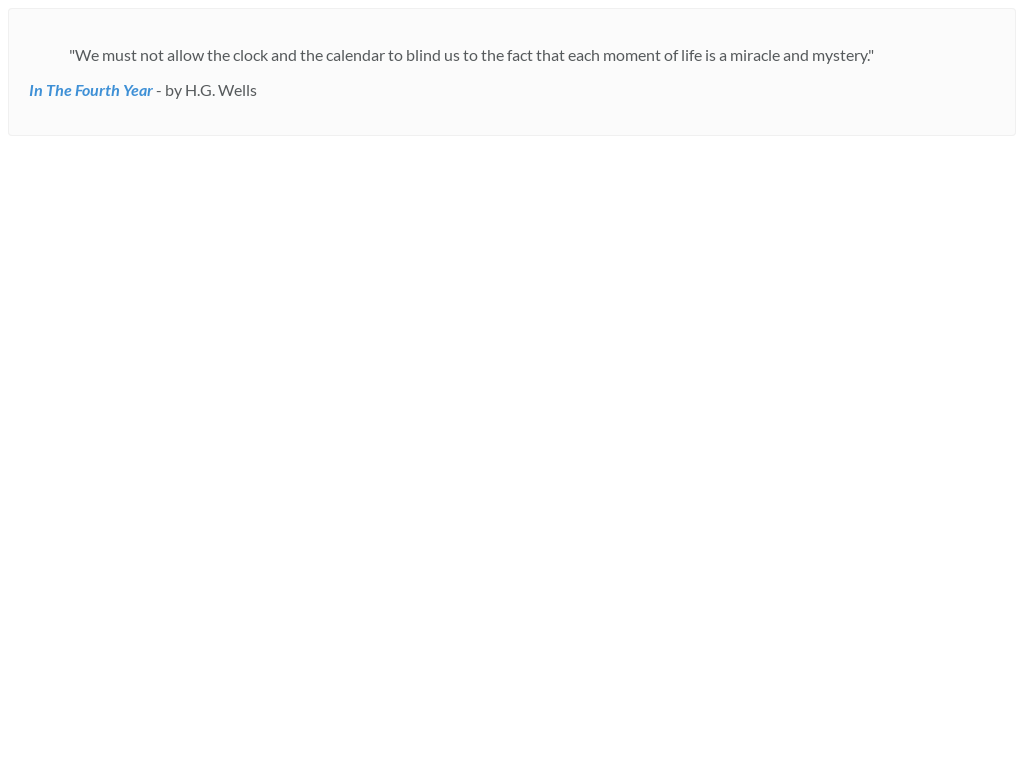 "We must not allow the clock and the calendar to blind us to the fact that each moment of life is a miracle and mystery."
In The Fourth Year - by H.G. Wells